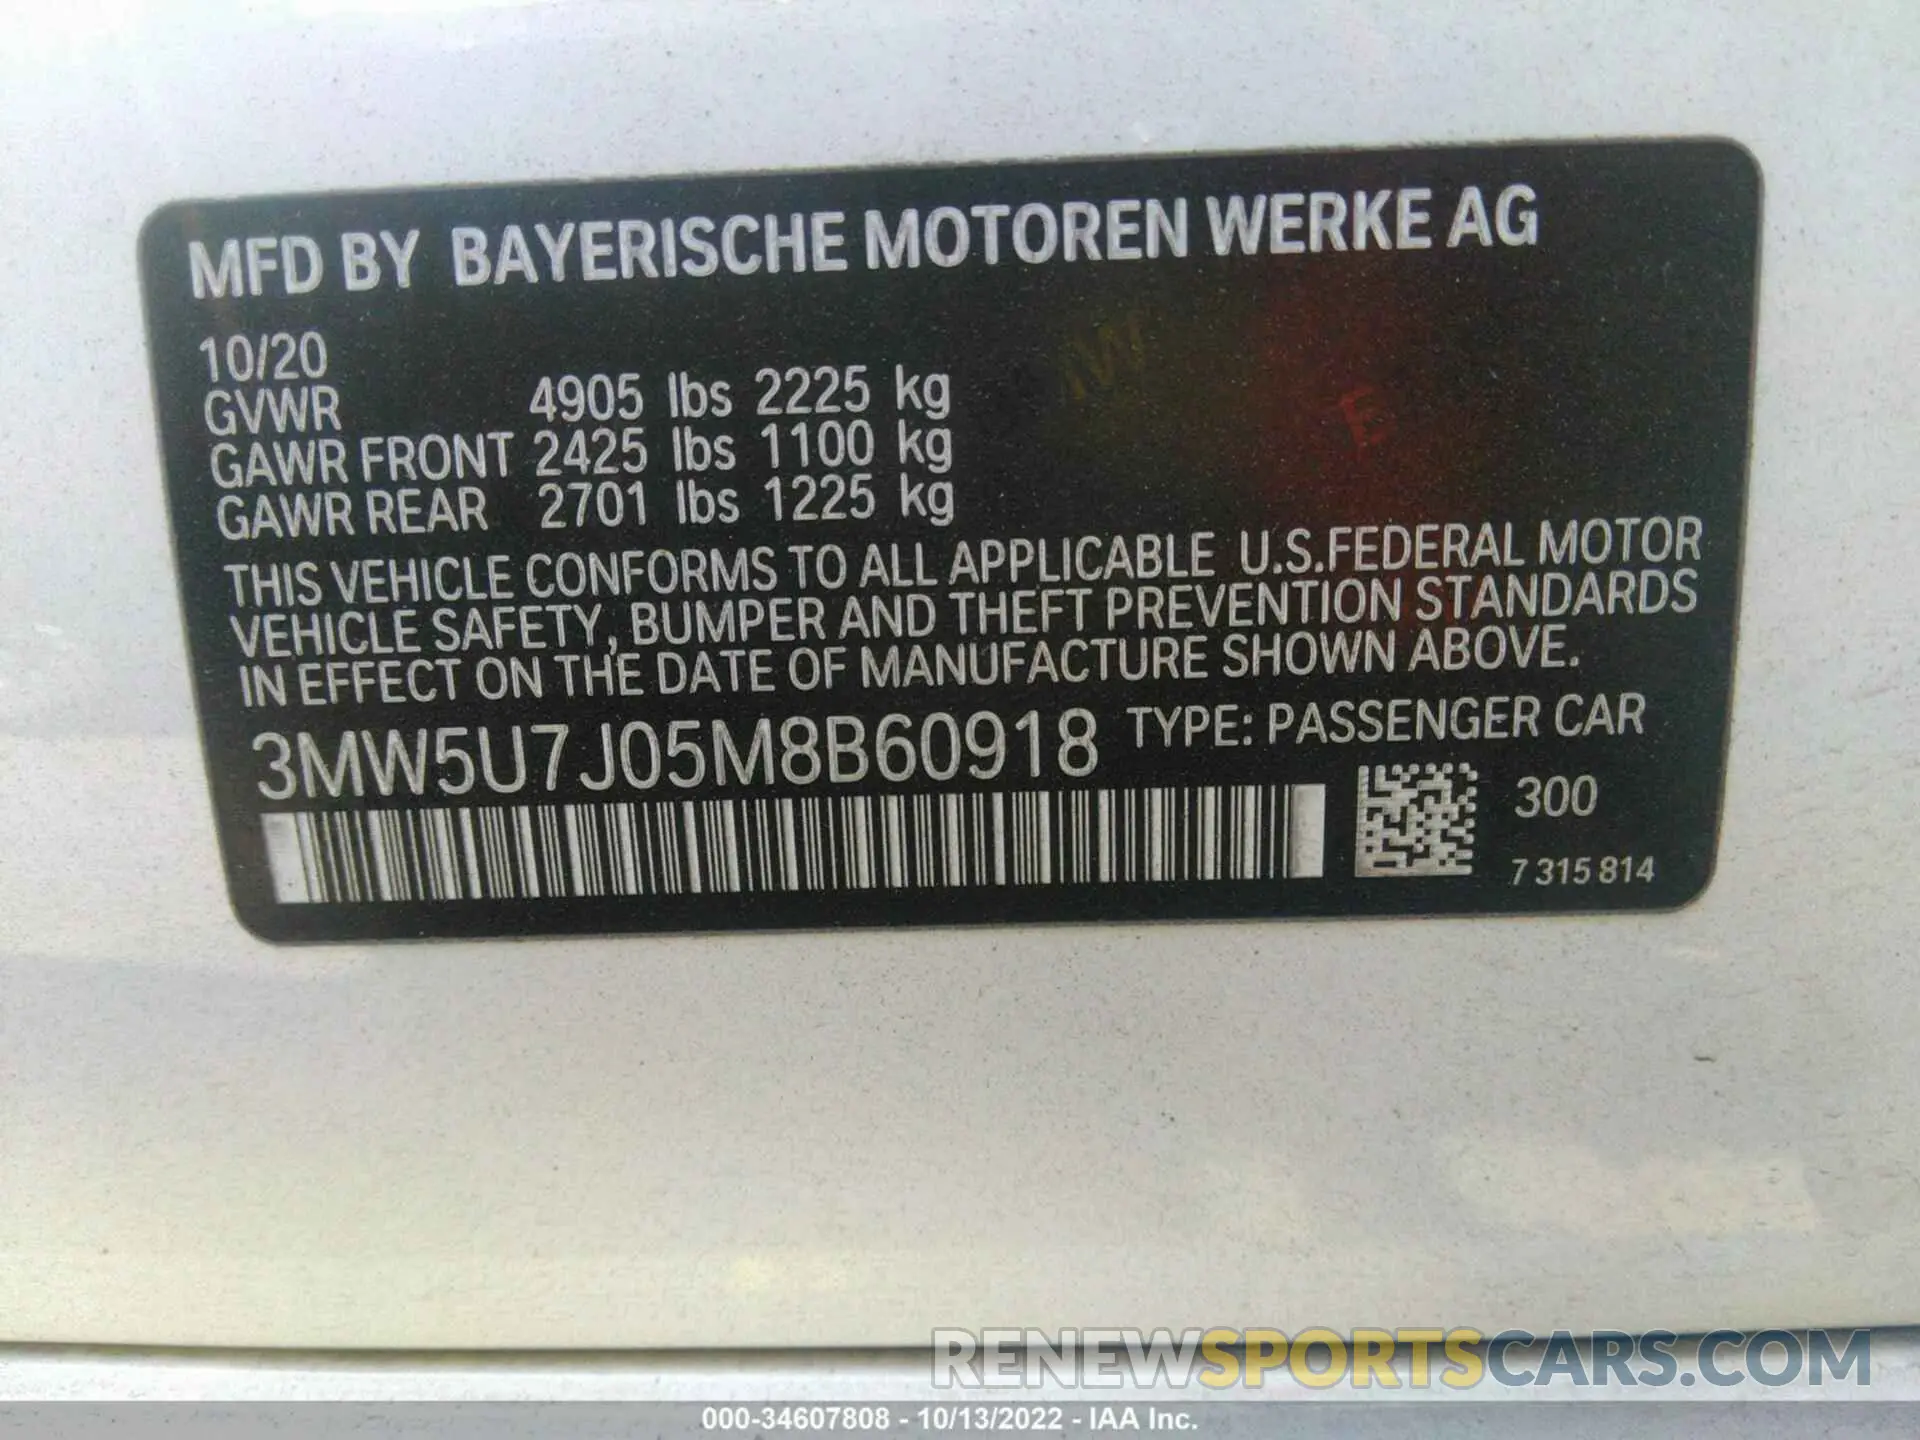 MFD BY BAYERISCHE MOTOREN WERKE AG
10/20
GVWR 4905 lbs 2225 kg
GAWR FRONT 2425 lbs 1100 kg
GAWR REAR 2701 lbs 1225 kg
THIS VEHICLE CONFORMS TO ALL APPLICABLE U.S.FEDERAL MOTOR
VEHICLE SAFETY, BUMPER AND THEFT PREVENTION STANDARDS
IN EFFECT ON THE DATE OF MANUFACTURE SHOWN ABOVE.
3MW5U7J05M8B60918 TYPE: PASSENGER CAR
300
7 315 814
RENEWSPORTSCARS.COM
000-34607808 - 10/13/2022 - IAA Inc.